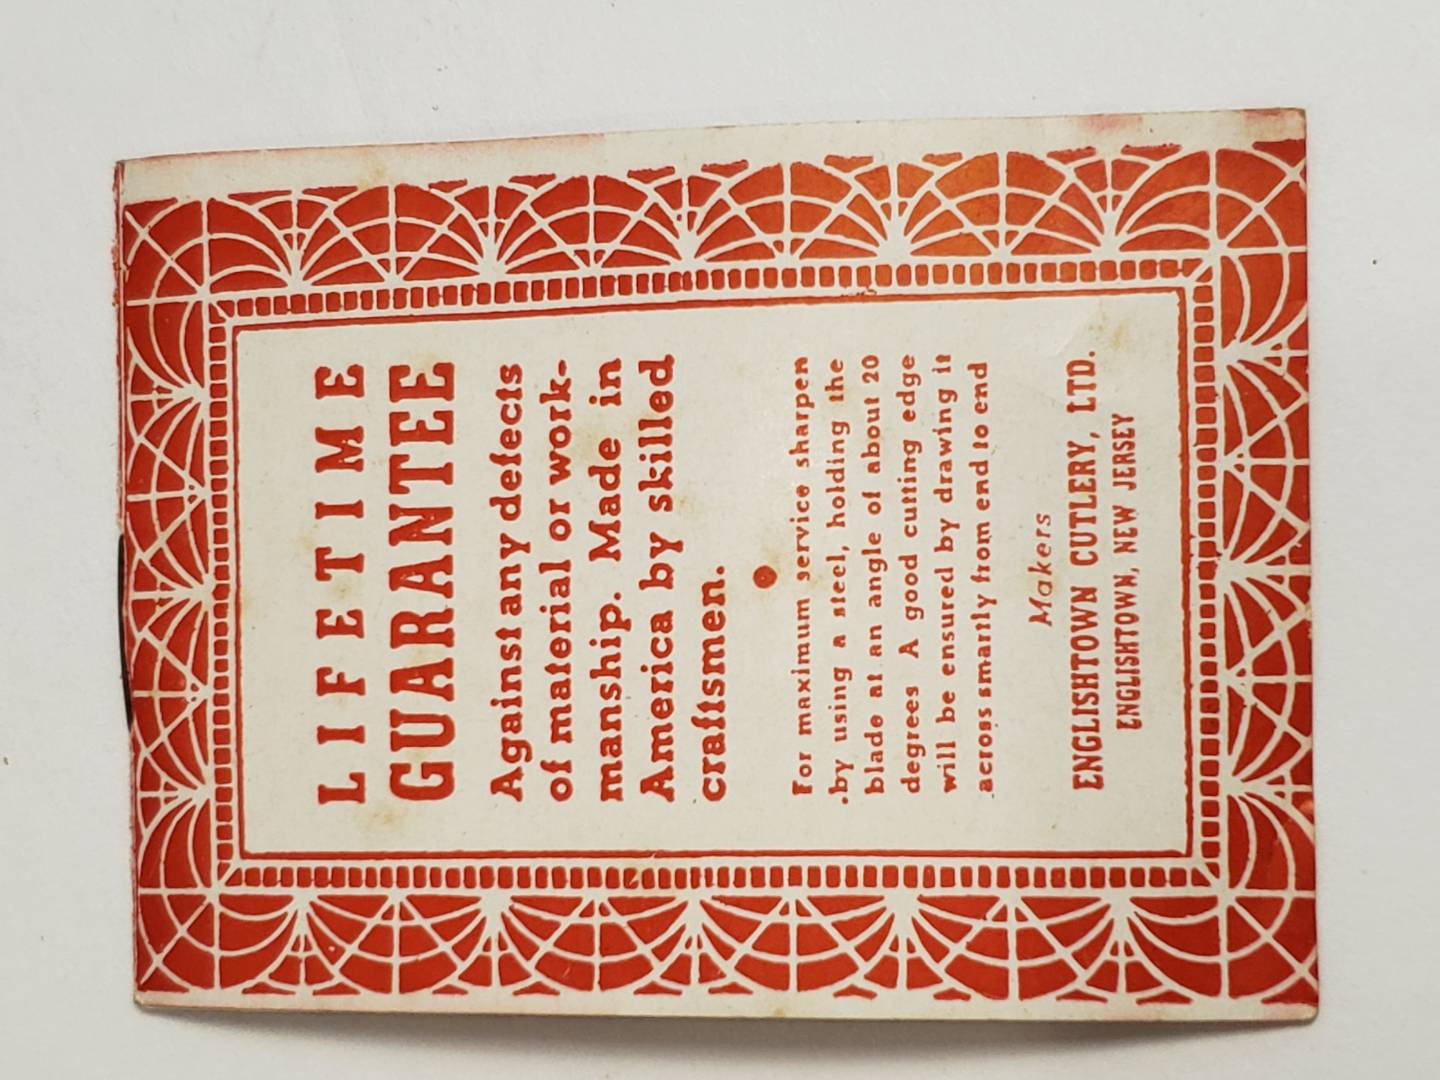 LIFETIME
GUARANTEE
Against any defects
of material or work-
manship. Made in
America by skilled
craftsmen.
For maximum service sharpen
by using a steel, holding the
blade at an angle of about 20
degrees A good cutting edge
will be ensured by drawing it
across smartly from end to end
Makers
ENGLISHTOWN CUTLERY, LTD.
ENGLISHTOWN, NEW JERSEY